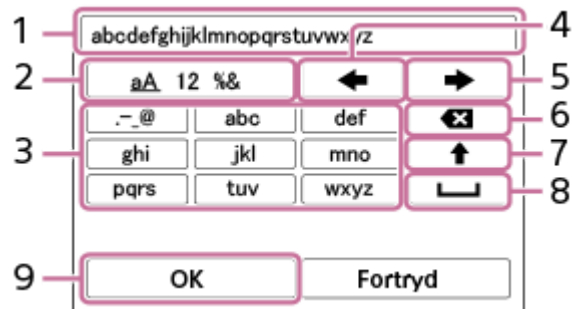 1 abcdefghijklmnopqrstuvwxyz 4
2 aA 12 %& 5
.-_@ abc def 6
3 ghi jkl mno 7
pqrs tuv wxyz 8
9 OK Fortryd